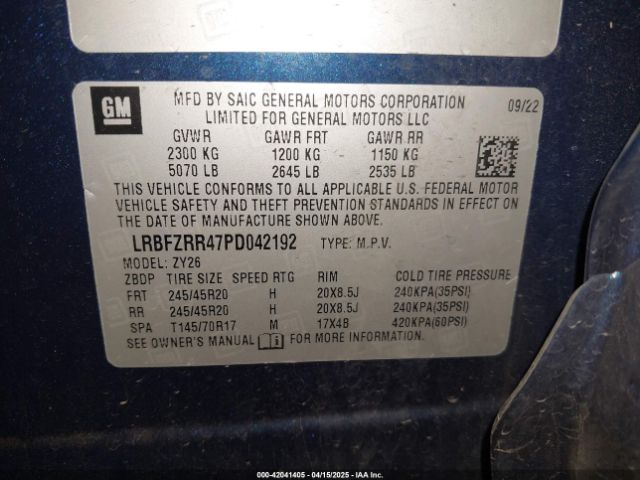 GM
MFD BY SAIC GENERAL MOTORS CORPORATION
LIMITED FOR GENERAL MOTORS LLC
09/22
GVWR GAWR FRT GAWR RR
2300 KG 1200 KG 1150 KG
5070 LB 2645 LB 2535 LB
THIS VEHICLE CONFORMS TO ALL APPLICABLE U.S. FEDERAL MOTOR
VEHICLE SAFETY AND THEFT PREVENTION STANDARDS IN EFFECT ON
THE DATE OF MANUFACTURE SHOWN ABOVE.
LRBFZRR47PD042192 TYPE: M.P.V.
MODEL: ZY26
ZBDP TIRE SIZE SPEED RTG RIM COLD TIRE PRESSURE
FRT 245/45R20 H 20X8.5J 240KPA(35PSI)
RR 245/45R20 H 20X8.5J 240KPA(35PSI)
SPA T145/70R17 M 17X4B 420KPA(60PSI)
SEE OWNER'S MANUAL FOR MORE INFORMATION.
000-42041405 - 04/15/2025 - IAAI.COM